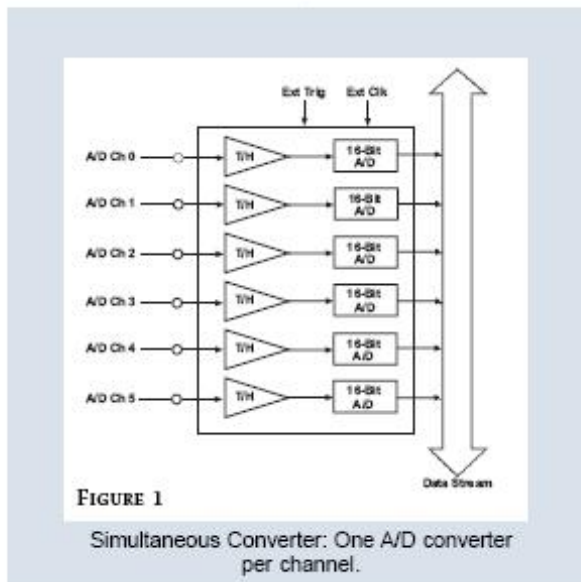 Ext Trig Ext Clk
A/D Ch 0 T/H 16-Bit
A/D
A/D Ch 1 T/H 16-Bit
A/D
A/D Ch 2 T/H 16-Bit
A/D
A/D Ch 3 T/H 16-Bit
A/D
A/D Ch 4 T/H 16-Bit
A/D
A/D Ch 5 T/H 16-Bit
A/D
Data Stream
FIGURE 1
Simultaneous Converter: One A/D converter
per channel.